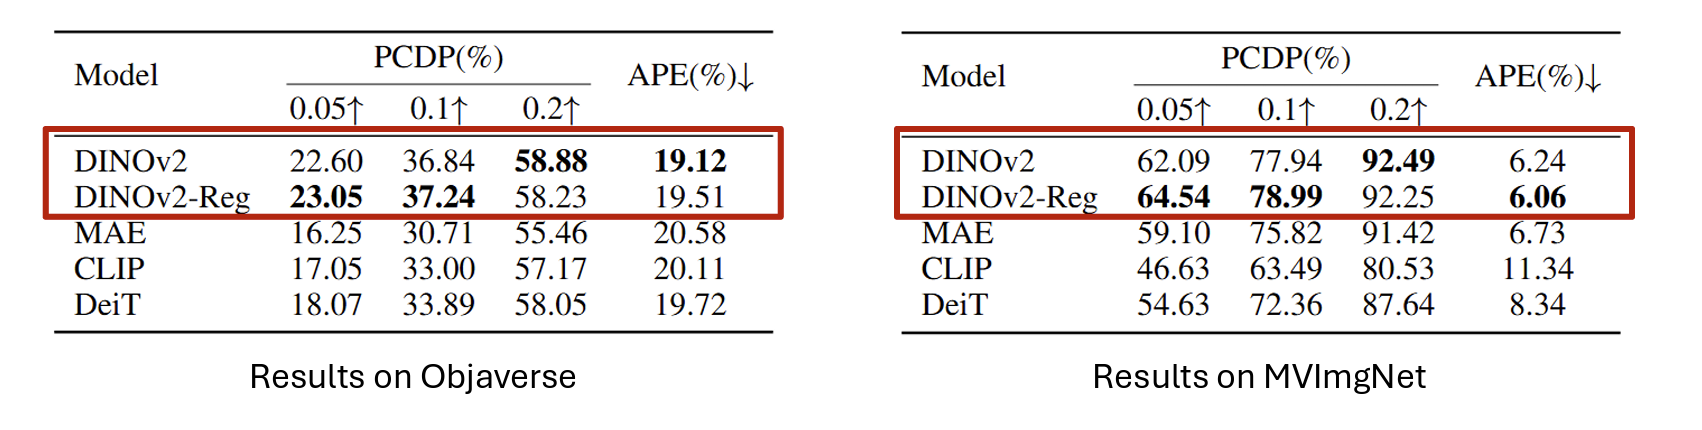 Model PCDP(%) APE(%)↓
0.05↑ 0.1↑ 0.2↑
DINOv2 22.60 36.84 58.88 19.12
DINOv2-Reg 23.05 37.24 58.23 19.51
MAE 16.25 30.71 55.46 20.58
CLIP 17.05 33.00 57.17 20.11
DeiT 18.07 33.89 58.05 19.72
Results on Objaverse
Model PCDP(%) APE(%)↓
0.05↑ 0.1↑ 0.2↑
DINOv2 62.09 77.94 92.49 6.24
DINOv2-Reg 64.54 78.99 92.25 6.06
MAE 59.10 75.82 91.42 6.73
CLIP 46.63 63.49 80.53 11.34
DeiT 54.63 72.36 87.64 8.34
Results on MVImgNet